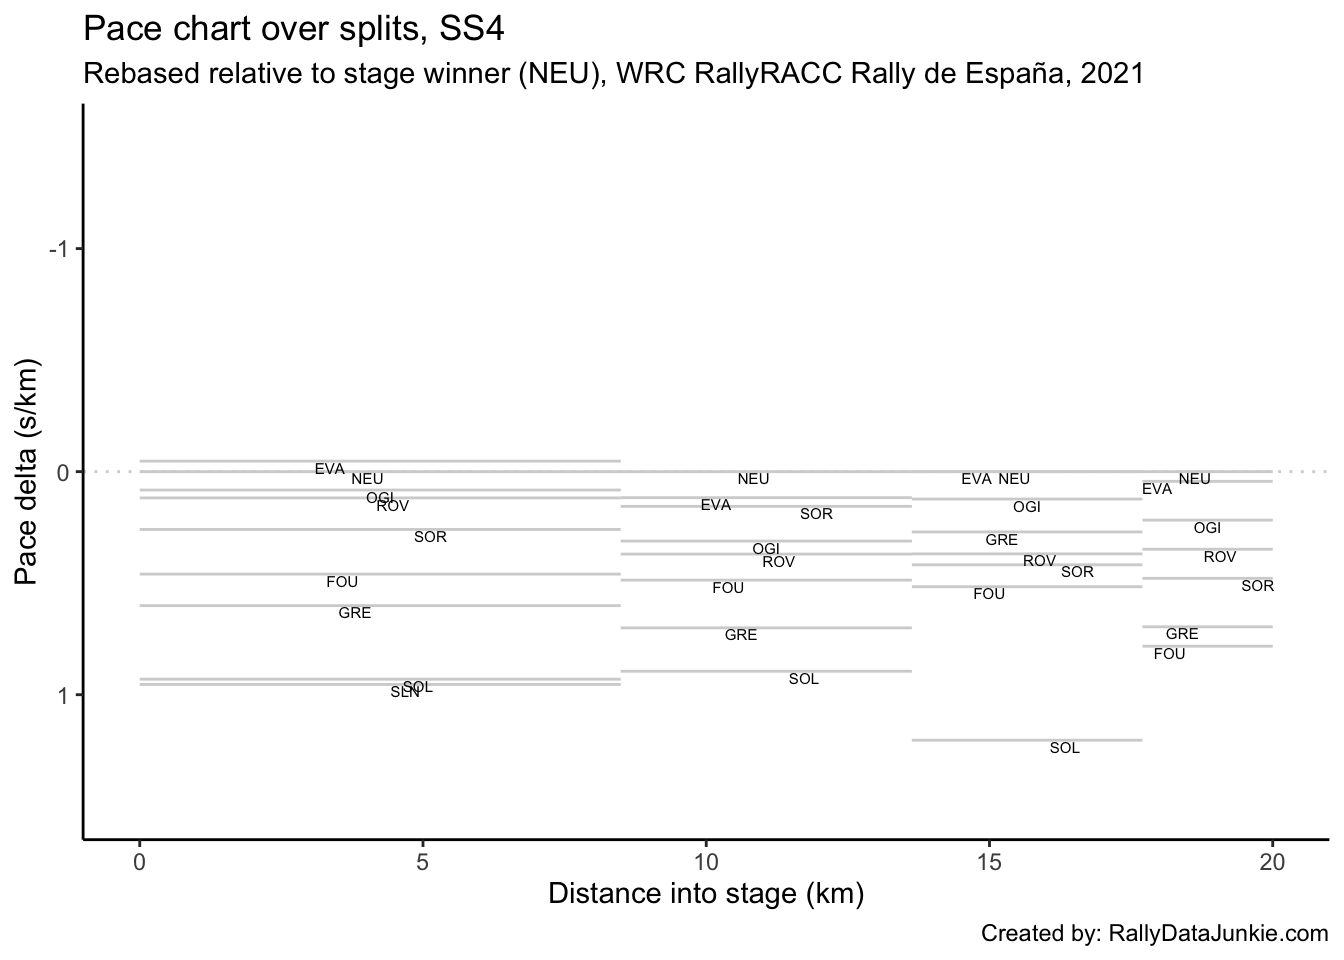 Pace chart over splits, SS4
Rebased relative to stage winner (NEU), WRC RallyRACC Rally de España, 2021
Pace delta (s/km)
-1
0
1
EVA
NEU
OGI
ROV
SOR
FOU
GRE
SOL
SLN
NEU
EVA
SOR
OGI
ROV
FOU
GRE
SOL
EVA NEU
OGI
GRE
ROV
SOR
FOU
SOL
NEU
EVA
OGI
ROV
SOR
GRE
FOU
0 5 10 15 20
Distance into stage (km)
Created by: RallyDataJunkie.com